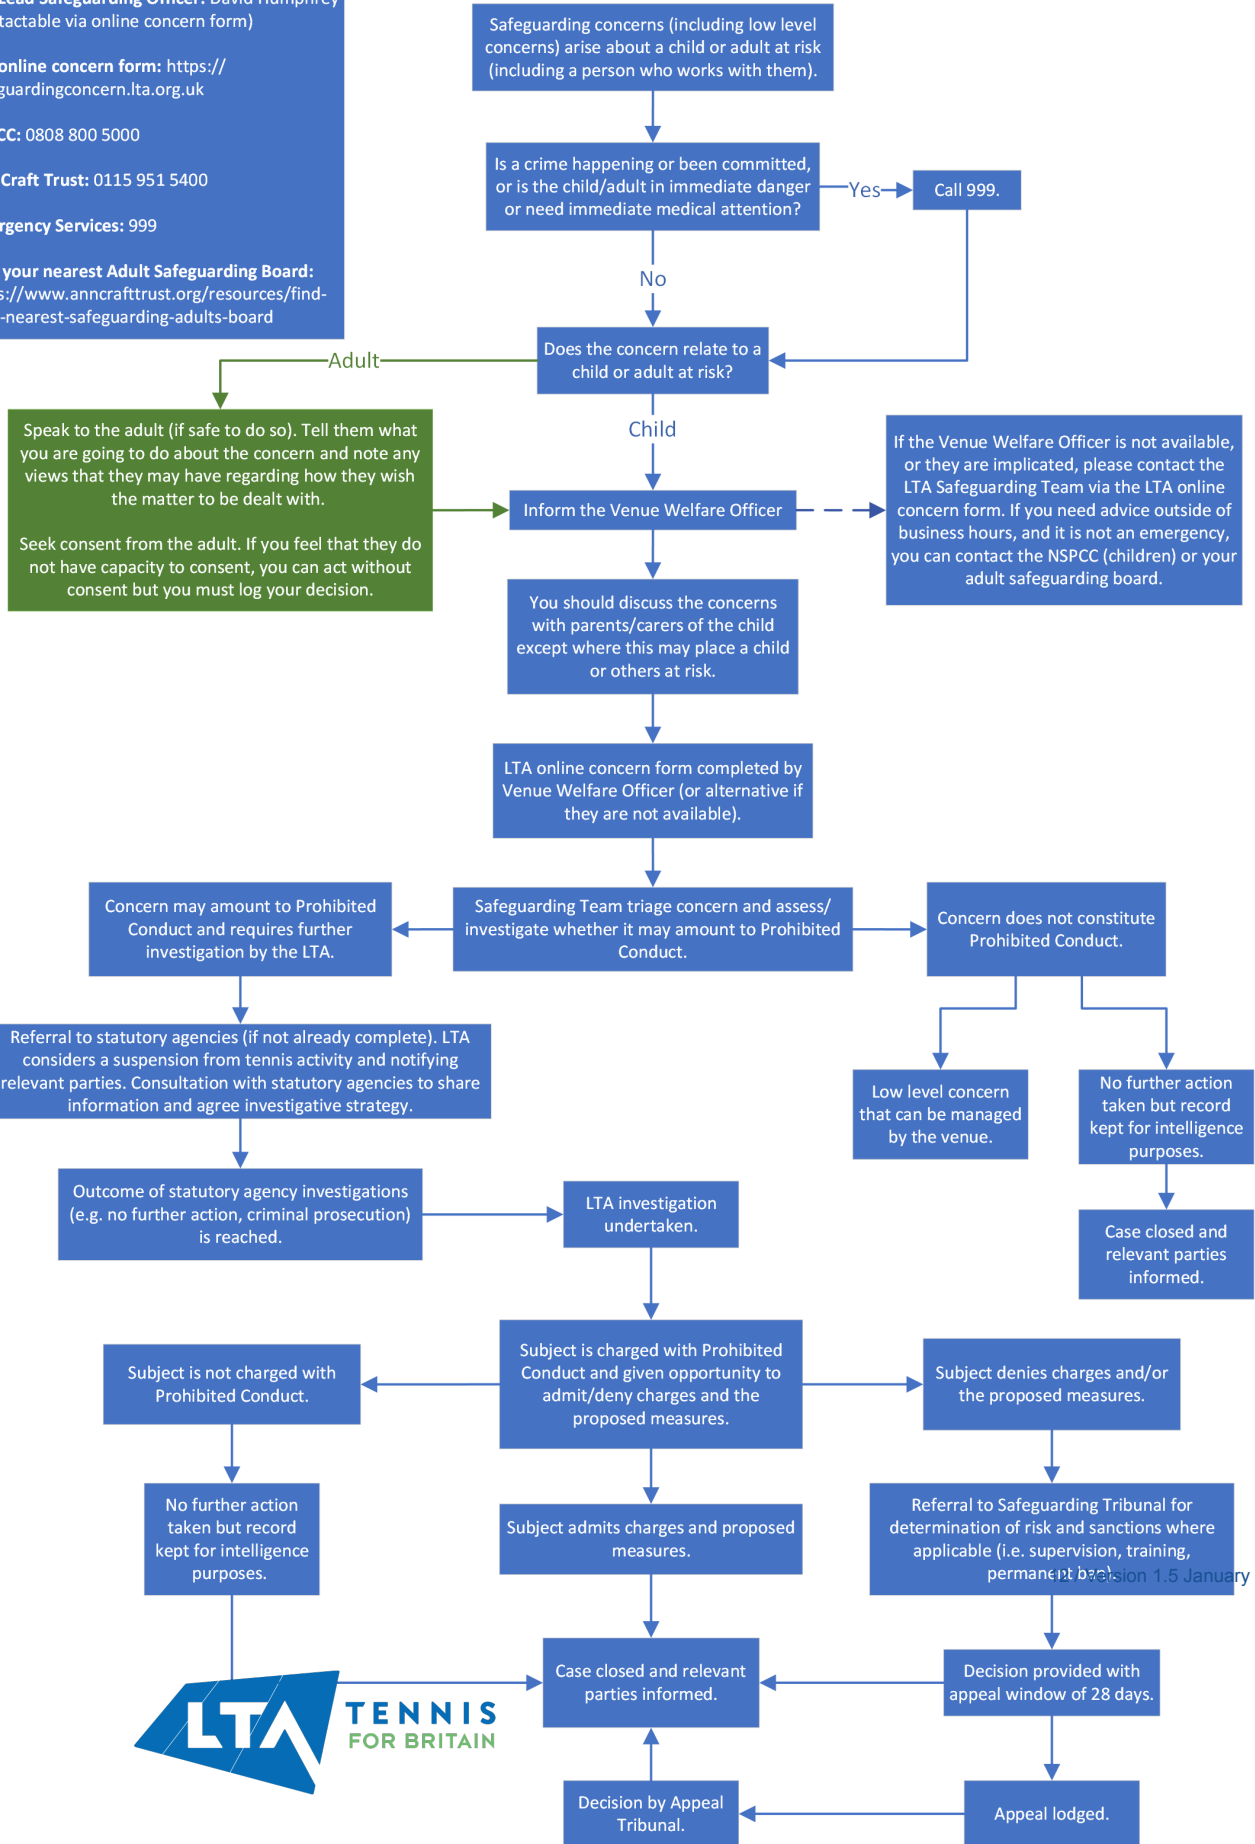 Lead Safeguarding Officer: David Humphrey
tactable via online concern form)
online concern form: https://
guardingconcern.lta.org.uk
CC: 0808 800 5000
Craft Trust: 0115 951 5400
rgency Services: 999
your nearest Adult Safeguarding Board:
s://www.anncrafttrust.org/resources/find-
-nearest-safeguarding-adults-board
Safeguarding concerns (including low level
concerns) arise about a child or adult at risk
(including a person who works with them).
Is a crime happening or been committed,
or is the child/adult in immediate danger
or need immediate medical attention?
Yes
Call 999.
No
Does the concern relate to a
child or adult at risk?
Adult
Child
Speak to the adult (if safe to do so). Tell them what
you are going to do about the concern and note any
views that they may have regarding how they wish
the matter to be dealt with.
Seek consent from the adult. If you feel that they do
not have capacity to consent, you can act without
consent but you must log your decision.
Inform the Venue Welfare Officer
If the Venue Welfare Officer is not available,
or they are implicated, please contact the
LTA Safeguarding Team via the LTA online
concern form. If you need advice outside of
business hours, and it is not an emergency,
you can contact the NSPCC (children) or your
adult safeguarding board.
You should discuss the concerns
with parents/carers of the child
except where this may place a child
or others at risk.
LTA online concern form completed by
Venue Welfare Officer (or alternative if
they are not available).
Concern may amount to Prohibited
Conduct and requires further
investigation by the LTA.
Safeguarding Team triage concern and assess/
investigate whether it may amount to Prohibited
Conduct.
Concern does not constitute
Prohibited Conduct.
Referral to statutory agencies (if not already complete). LTA
considers a suspension from tennis activity and notifying
relevant parties. Consultation with statutory agencies to share
information and agree investigative strategy.
Low level concern
that can be managed
by the venue.
No further action
taken but record
kept for intelligence
purposes.
Outcome of statutory agency investigations
(e.g. no further action, criminal prosecution)
is reached.
LTA investigation
undertaken.
Case closed and
relevant parties
informed.
Subject is not charged with
Prohibited Conduct.
Subject is charged with Prohibited
Conduct and given opportunity to
admit/deny charges and the
proposed measures.
Subject denies charges and/or
the proposed measures.
No further action
taken but record
kept for intelligence
purposes.
Subject admits charges and proposed
measures.
Referral to Safeguarding Tribunal for
determination of risk and sanctions where
applicable (i.e. supervision, training,
permanent ban).
Version 1.5 January
Case closed and relevant
parties informed.
Decision provided with
appeal window of 28 days.
LTA
TENNIS
FOR BRITAIN
Decision by Appeal
Tribunal.
Appeal lodged.